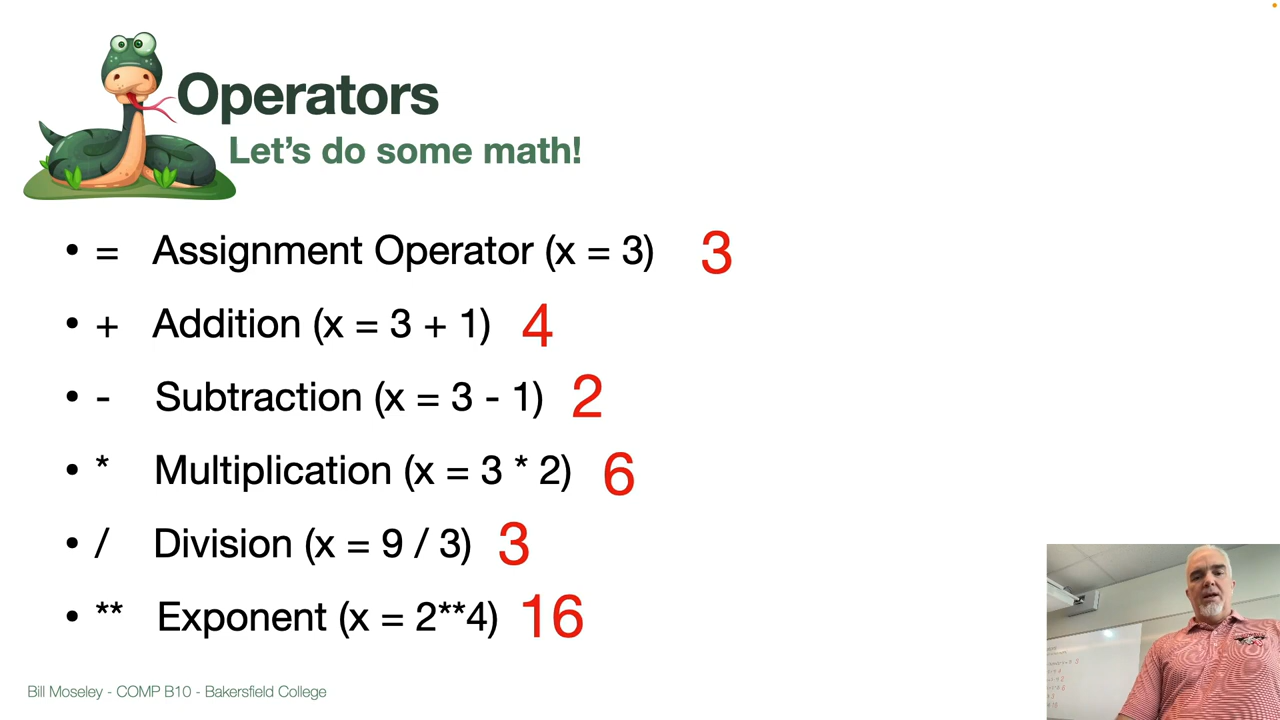 Operators
Let's do some math!
• = Assignment Operator (x = 3) 3
• + Addition (x = 3 + 1) 4
• - Subtraction (x = 3 - 1) 2
• * Multiplication (x = 3 * 2) 6
• / Division (x = 9 / 3) 3
• ** Exponent (x = 2**4) 16
Bill Moseley - COMP B10 - Bakersfield College